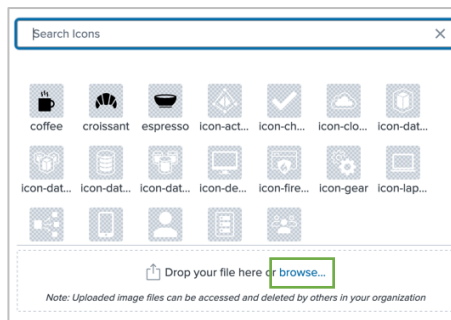 Search Icons
coffee croissant espresso icon-act... icon-ch... icon-clo... icon-dat...
icon-dat... icon-dat... icon-dat... icon-de... icon-fire... icon-gear icon-lap...
Drop your file here or browse...
Note: Uploaded image files can be accessed and deleted by others in your organization